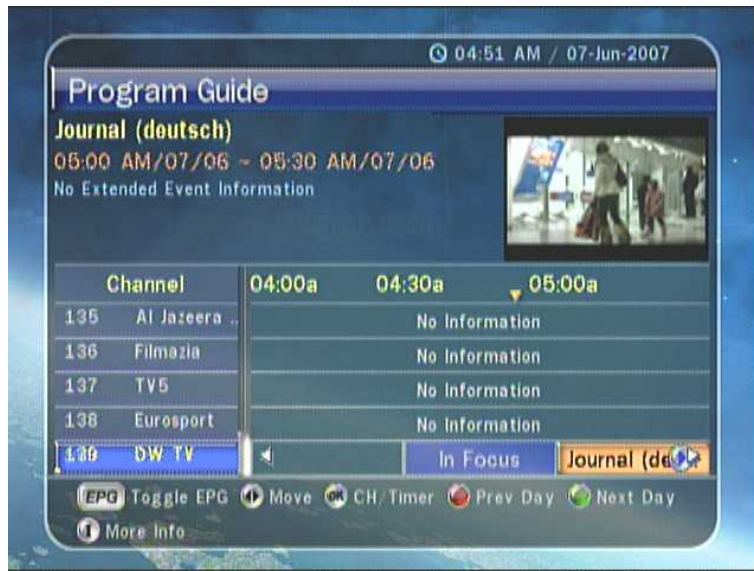 04:51 AM / 07-Jun-2007
Program Guide
Journal (deutsch)
05:00 AM/07/06 ~ 05:30 AM/07/06
No Extended Event Information
Channel 04:00a 04:30a 05:00a
135 Al Jazeera .. No Information
136 Filmazia No Information
137 TV5 No Information
138 Eurosport No Information
139 DW TV In Focus Journal (de
EPG Toggle EPG Move OK CH/Timer Prev Day Next Day
i More Info